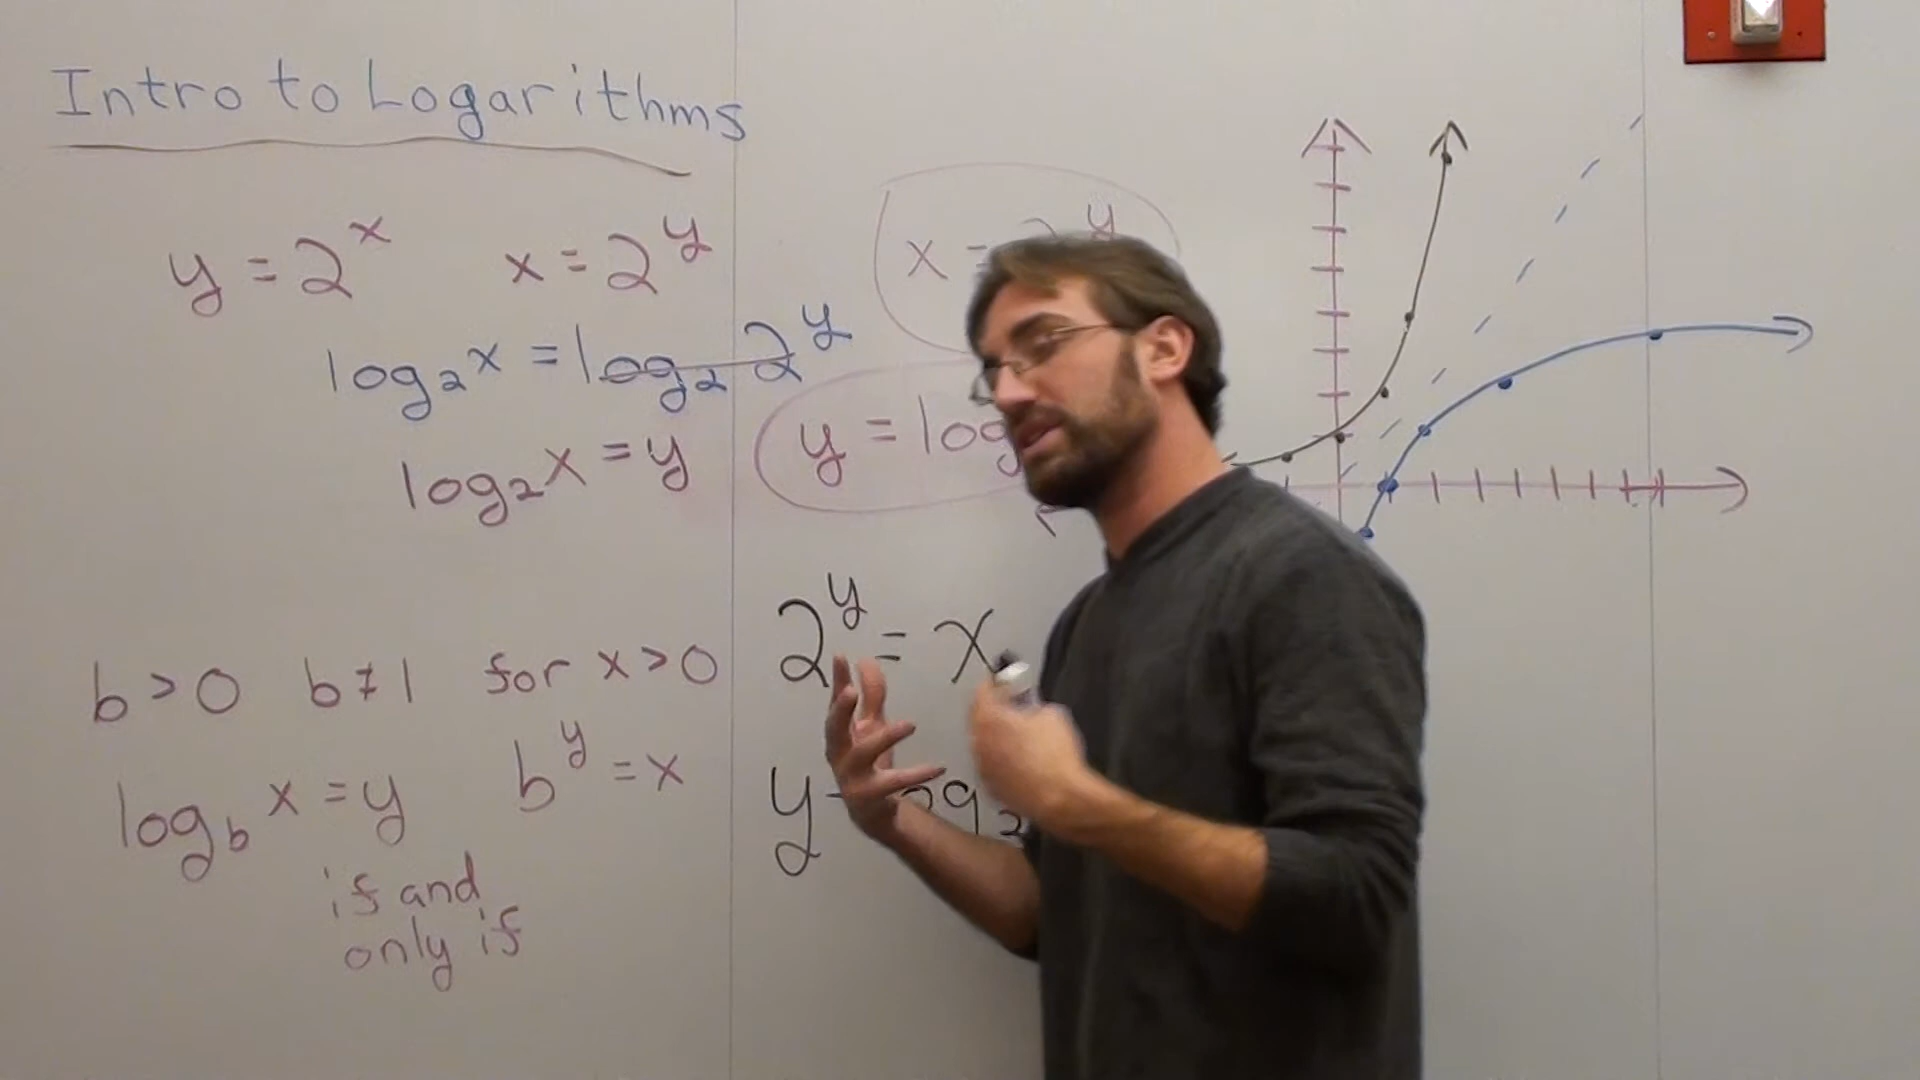 Intro to Logarithms
y = 2^x
x = 2^y
log₂x = log₂2^y
log₂x = y
x = 2^y
y = log
2^y = x
y = log₂
b > 0 b ≠ 1 for x > 0
log_b x = y b^y = x
if and
only if